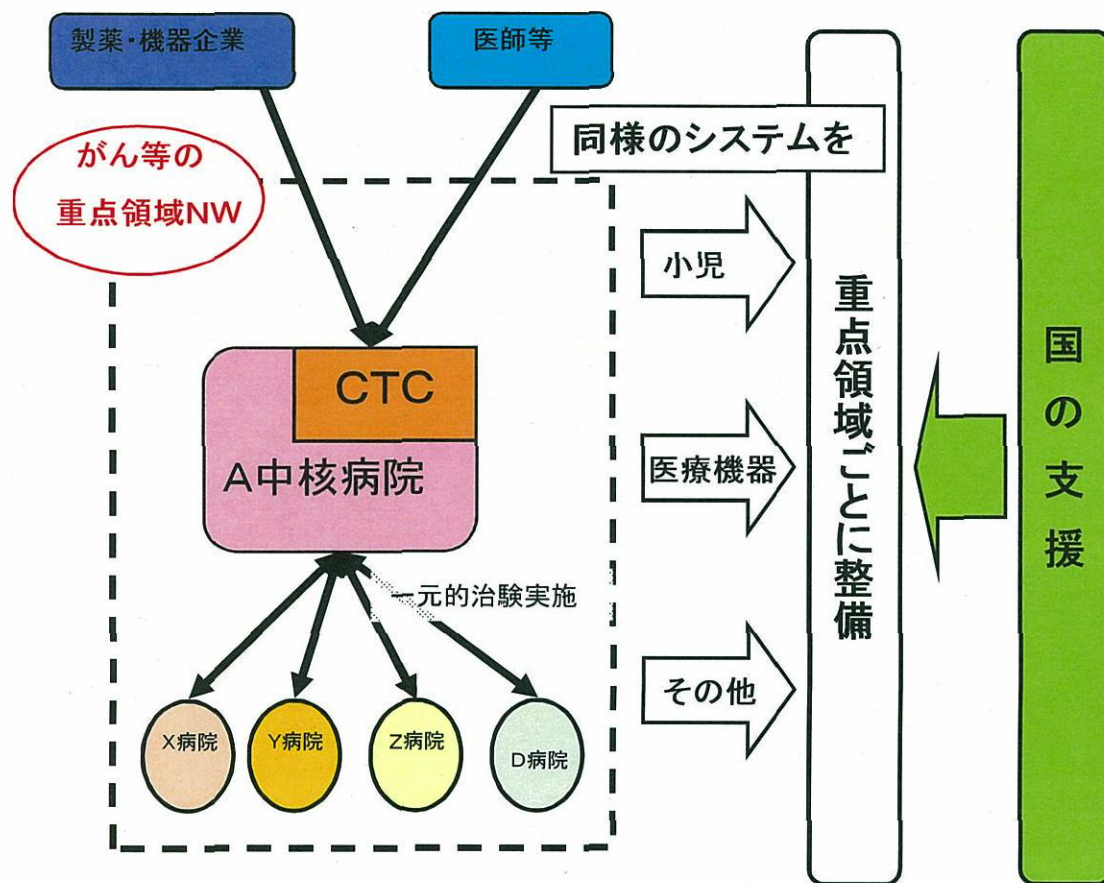 製薬・機器企業
医師等
がん等の
重点領域NW
同様のシステムを
CTC
A中核病院
一元的治験実施
X病院
Y病院
Z病院
D病院
小児
医療機器
その他
重点領域ごとに整備
国の支援